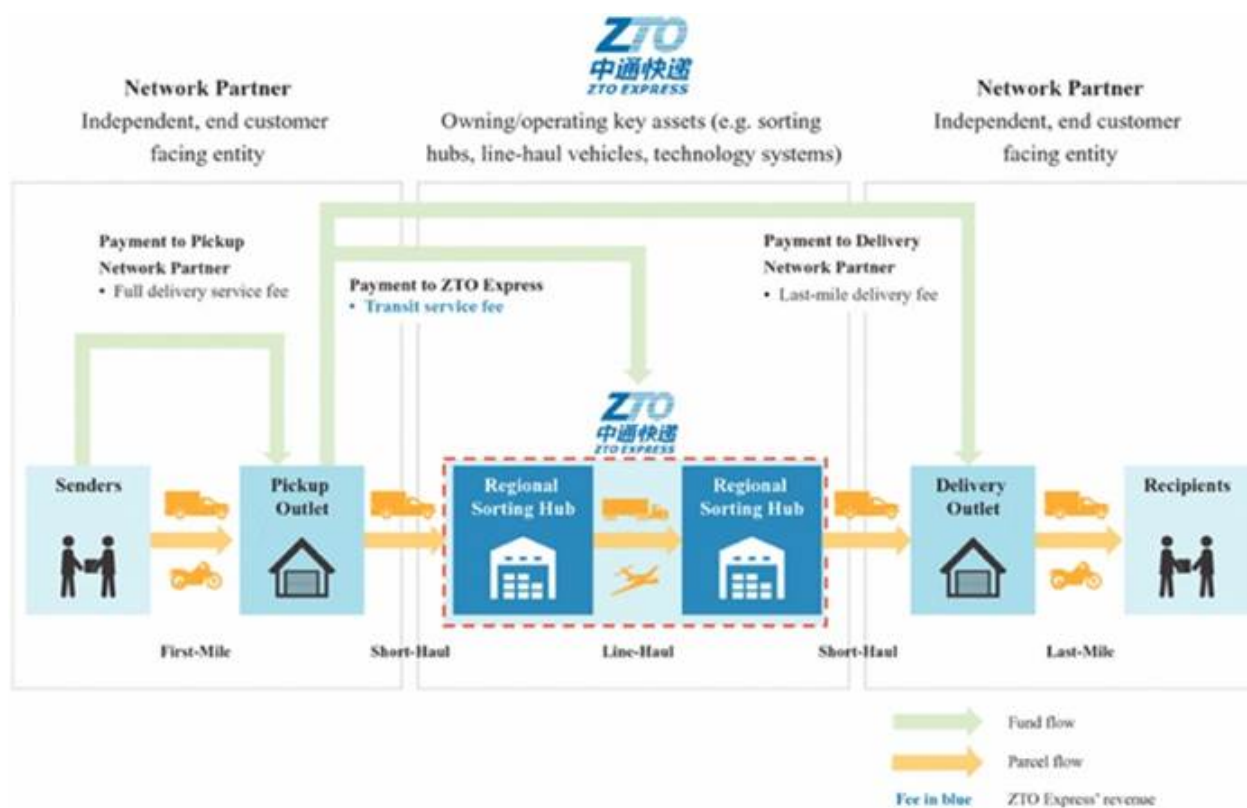 ZTO
中通快递
ZTO EXPRESS
Network Partner
Independent, end customer
facing entity
Owning/operating key assets (e.g. sorting
hubs, line-haul vehicles, technology systems)
Network Partner
Independent, end customer
facing entity
Payment to Pickup
Network Partner
• Full delivery service fee
Payment to ZTO Express
• Transit service fee
Payment to Delivery
Network Partner
• Last-mile delivery fee
ZTO
中通快递
ZTO EXPRESS
Senders
Pickup
Outlet
Regional
Sorting Hub
Regional
Sorting Hub
Delivery
Outlet
Recipients
First-Mile
Short-Haul
Line-Haul
Short-Haul
Last-Mile
Fund flow
Parcel flow
Fee in blue
ZTO Express' revenue